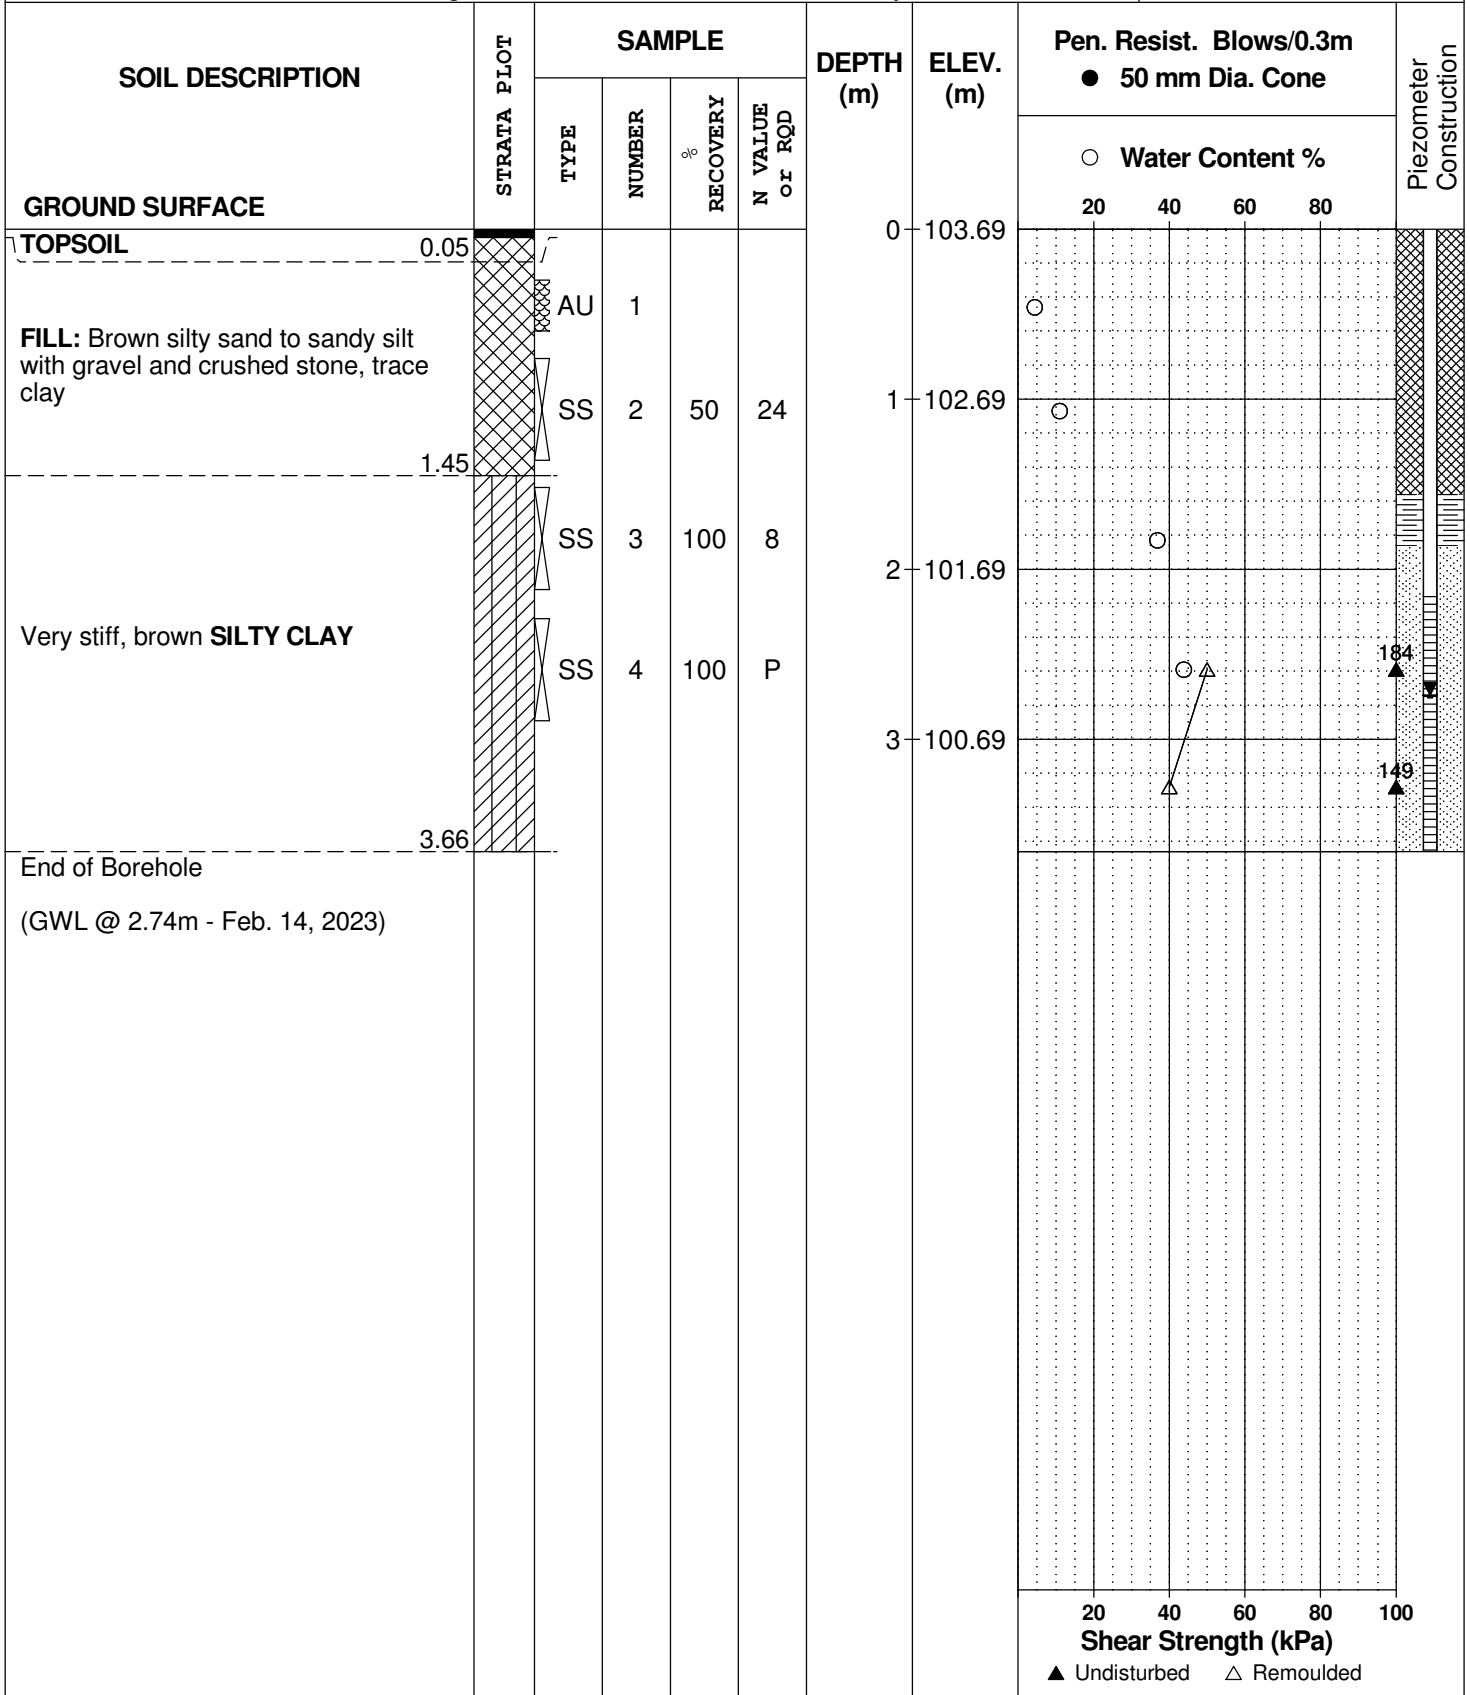 SOIL DESCRIPTION
GROUND SURFACE
STRATA PLOT
SAMPLE
TYPE
NUMBER
% RECOVERY
N VALUE or RQD
DEPTH (m)
ELEV. (m)
Pen. Resist. Blows/0.3m
● 50 mm Dia. Cone
○ Water Content %
20 40 60 80
Piezometer Construction
0 103.69
TOPSOIL 0.05
AU 1
FILL: Brown silty sand to sandy silt
with gravel and crushed stone, trace
clay
SS 2 50 24
1 102.69
1.45
SS 3 100 8
2 101.69
Very stiff, brown SILTY CLAY
SS 4 100 P
184
3 100.69
149
3.66
End of Borehole
(GWL @ 2.74m - Feb. 14, 2023)
20 40 60 80 100
Shear Strength (kPa)
▲ Undisturbed △ Remoulded